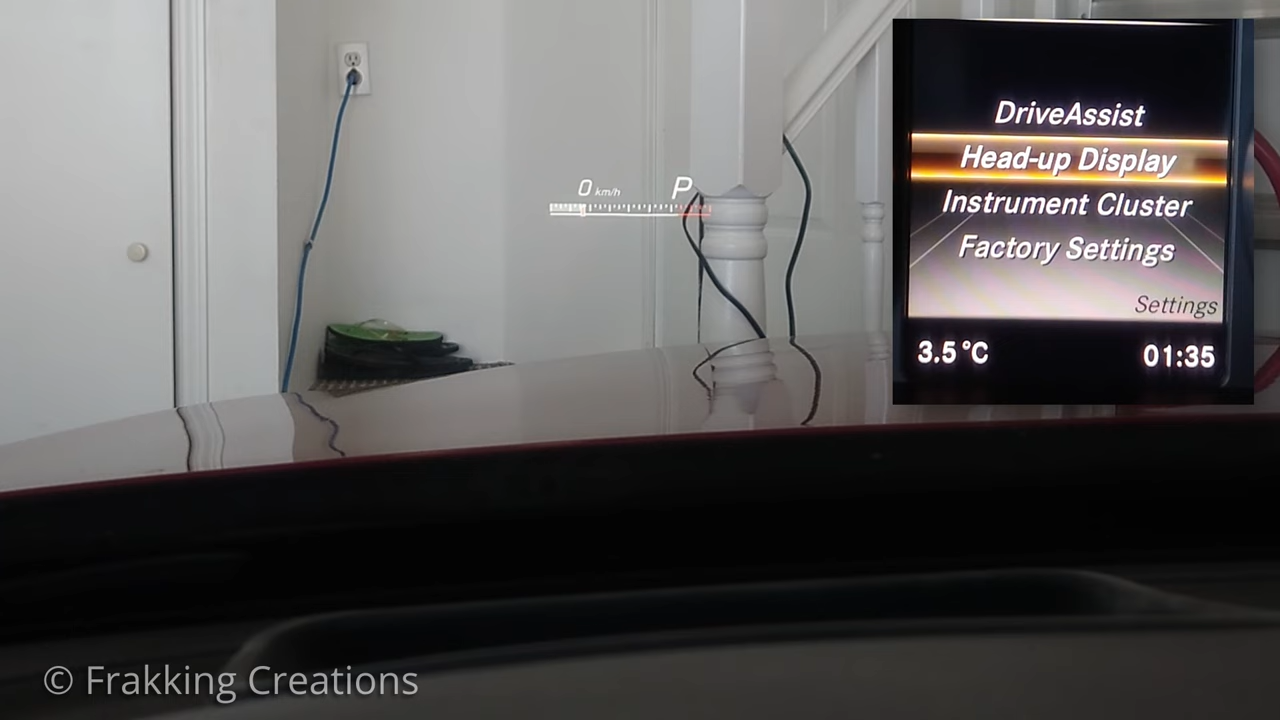 0 km/h P
DriveAssist
Head-up Display
Instrument Cluster
Factory Settings
Settings
3.5°C 01:35
© Frakking Creations